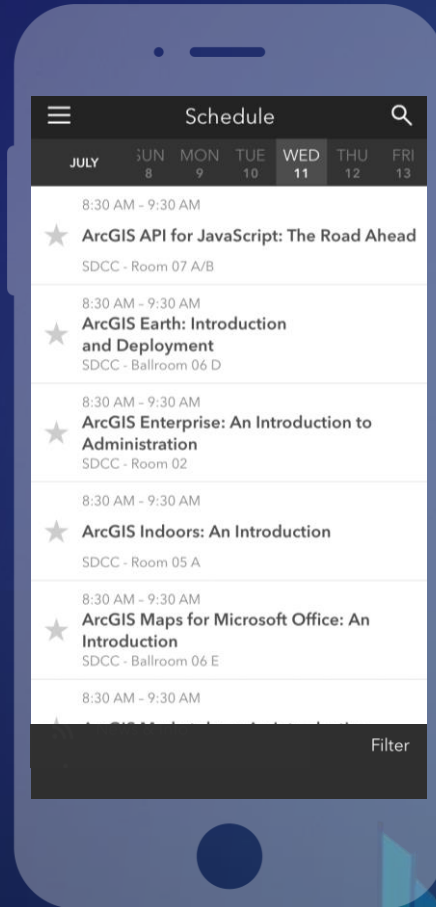 Schedule
JULY
SUN
8
MON
9
TUE
10
WED
11
THU
12
FRI
13
8:30 AM – 9:30 AM
ArcGIS API for JavaScript: The Road Ahead
SDCC - Room 07 A/B
8:30 AM – 9:30 AM
ArcGIS Earth: Introduction
and Deployment
SDCC - Ballroom 06 D
8:30 AM – 9:30 AM
ArcGIS Enterprise: An Introduction to
Administration
SDCC - Room 02
8:30 AM – 9:30 AM
ArcGIS Indoors: An Introduction
SDCC - Room 05 A
8:30 AM – 9:30 AM
ArcGIS Maps for Microsoft Office: An
Introduction
SDCC - Ballroom 06 E
8:30 AM – 9:30 AM
Filter